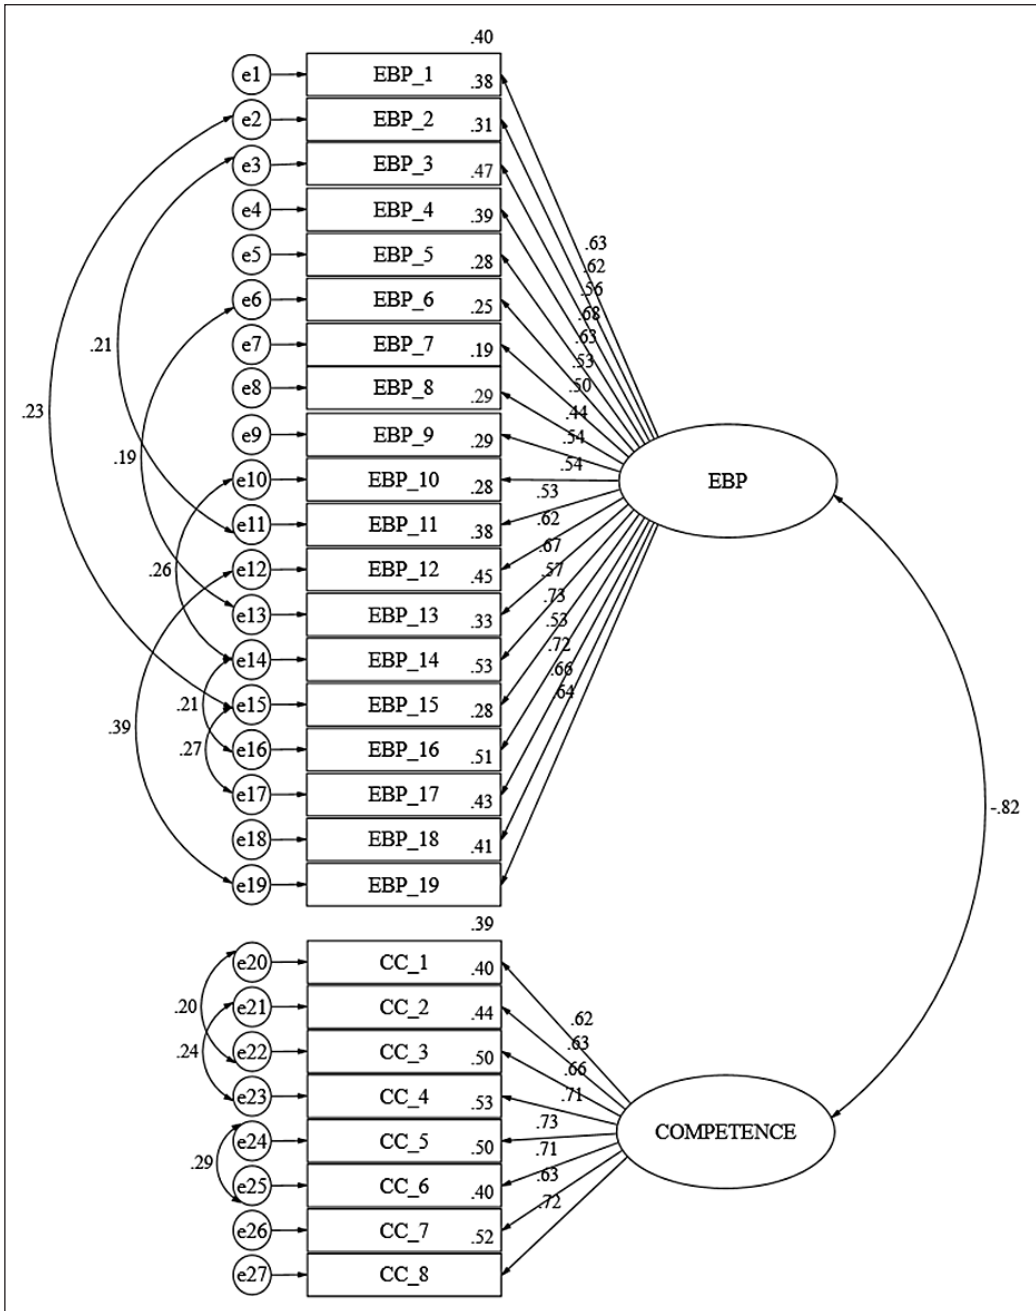 .40
e1 EBP_1 .38
e2 EBP_2 .31
e3 EBP_3 .47
e4 EBP_4 .39
e5 EBP_5 .28
.63
.62
e6 EBP_6 .25
.56
.68
.63
e7 EBP_7 .19
.21
.53
e8 EBP_8 .29
.50
.44
.23
e9 EBP_9 .29
.54
.19
.54
e10 EBP_10 .28
EBP
.53
e11 EBP_11 .38
.62
.67
e12 EBP_12 .45
.26
.57
.73
e13 EBP_13 .33
.53
.72
e14 EBP_14 .53
.66
.64
e15 EBP_15 .28
.21
.39
e16 EBP_16 .51
.27
e17 EBP_17 .43
-.82
e18 EBP_18 .41
e19 EBP_19
.39
e20 CC_1 .40
.20
e21 CC_2 .44
.62
.63
e22 CC_3 .50
.24
.66
.71
e23 CC_4 .53
.73
COMPETENCE
e24 CC_5 .50
.71
.29
.63
e25 CC_6 .40
.72
e26 CC_7 .52
e27 CC_8